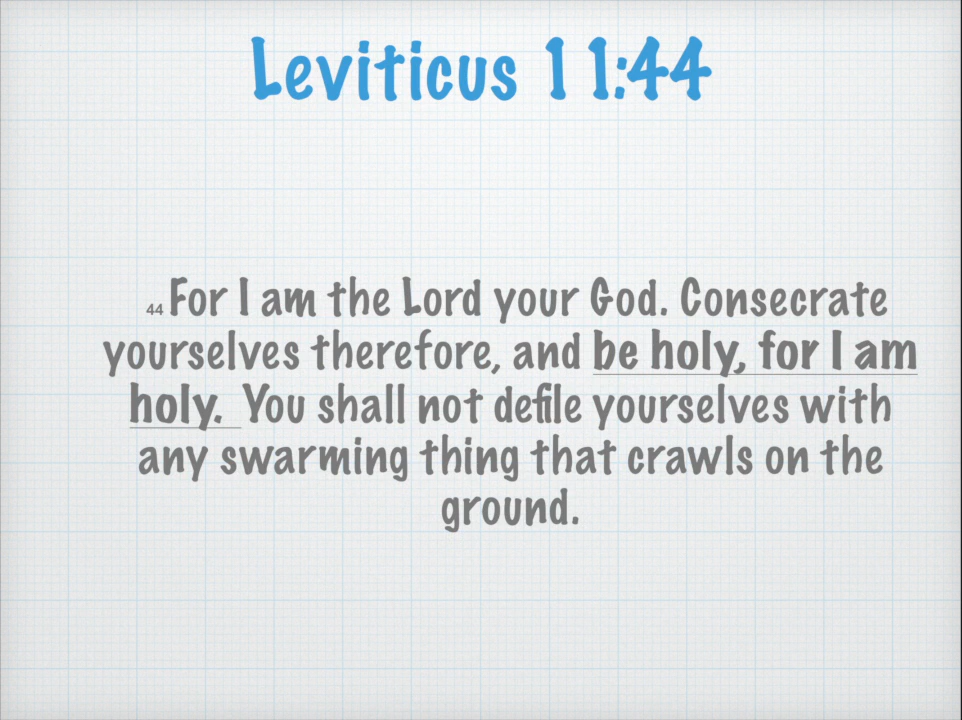 Leviticus 11:44
44 For I am the Lord your God. Consecrate
yourselves therefore, and be holy, for I am
holy. You shall not defile yourselves with
any swarming thing that crawls on the
ground.